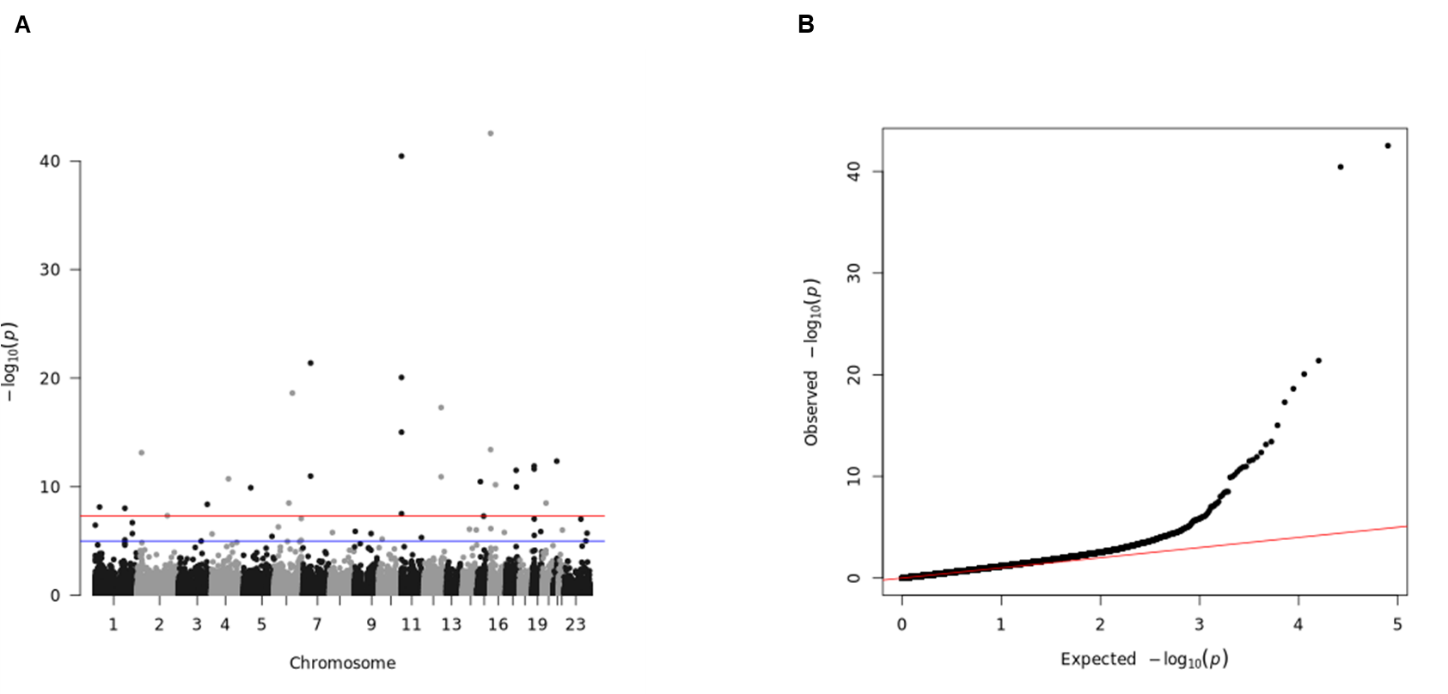 A
B
− log10(p)
40
30
20
10
0
1 2 3 4 5 7 9 11 13 16 19 23
Chromosome
Observed − log10(p)
40
30
20
10
0
0 1 2 3 4 5
Expected − log10(p)